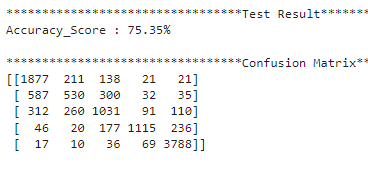 *********************************Test Result*******
Accuracy_Score : 75.35%
*********************************Confusion Matrix**
[[1877  211  138   21   21]
 [ 587  530  300   32   35]
 [ 312  260 1031   91  110]
 [  46   20  177 1115  236]
 [  17   10   36   69 3788]]